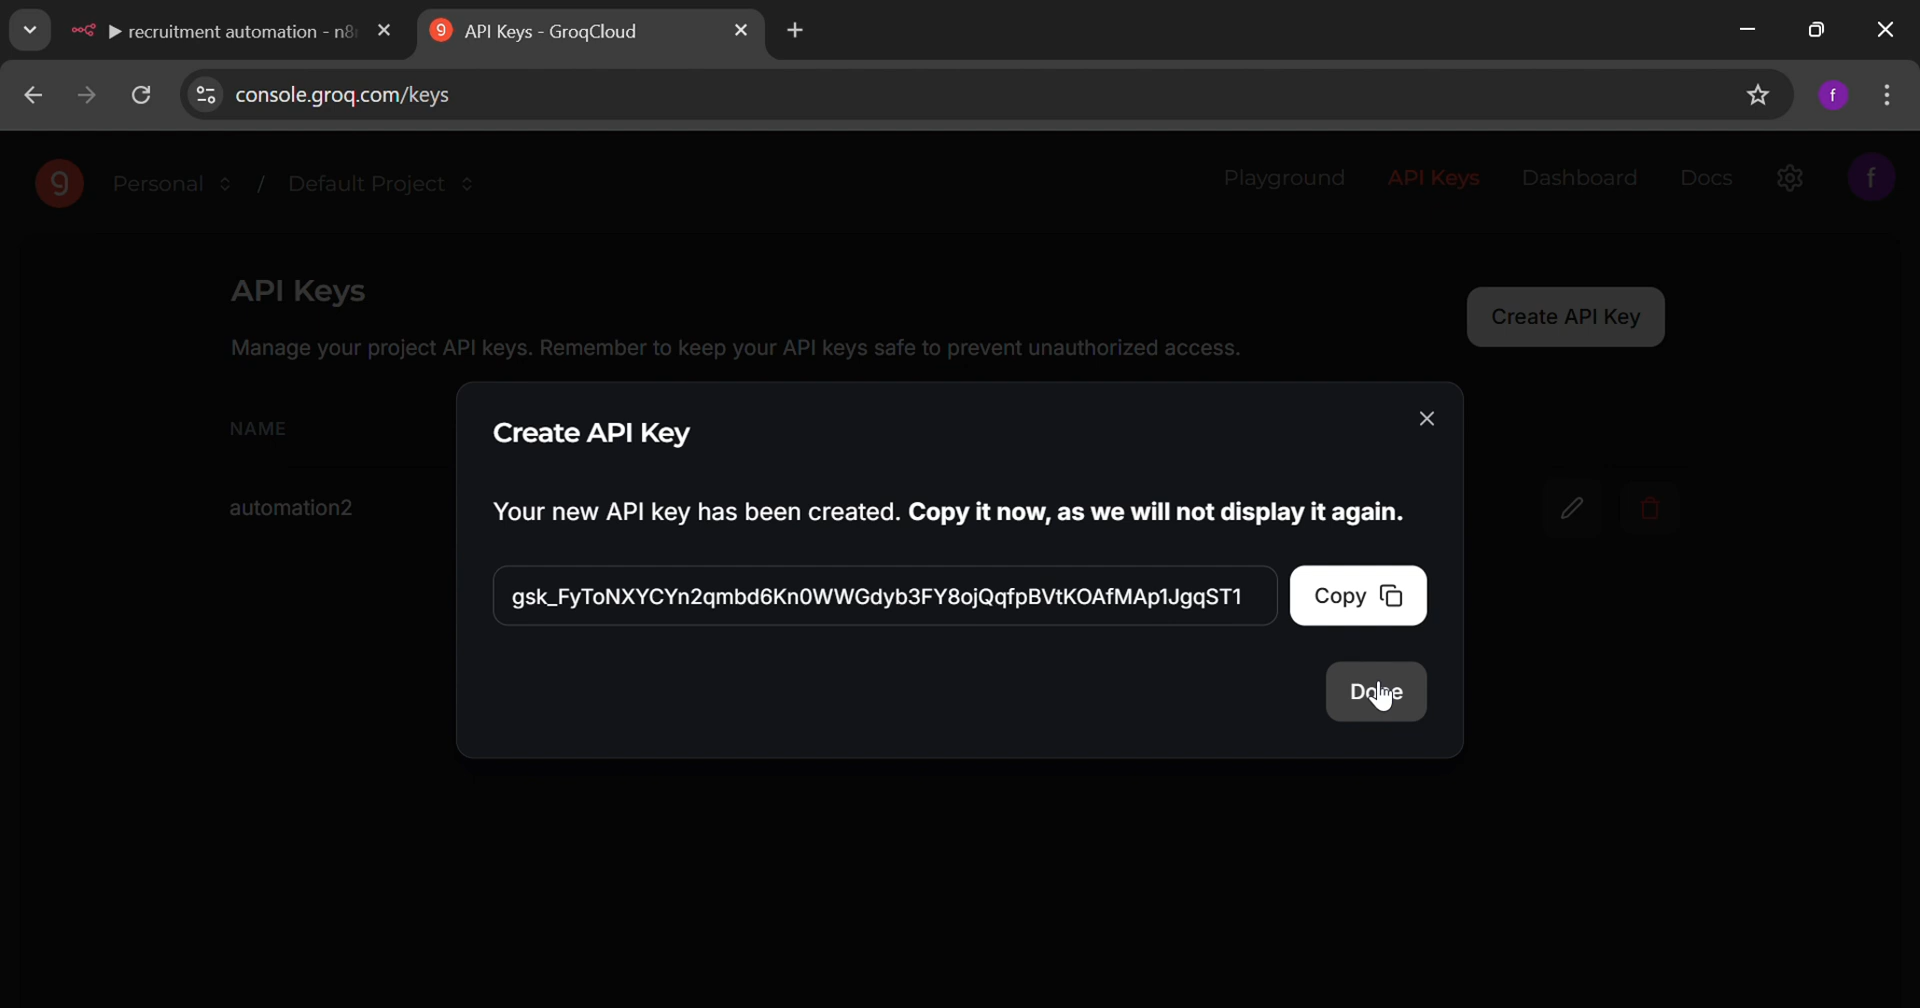 ▶ recruitment automation - n8
API Keys - GroqCloud
console.groq.com/keys
f
Personal / Default Project
Playground
API Keys
Dashboard
Docs
f
API Keys
Create API Key
Manage your project API keys. Remember to keep your API keys safe to prevent unauthorized access.
NAME
automation2
Create API Key
Your new API key has been created. Copy it now, as we will not display it again.
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
Copy
Done